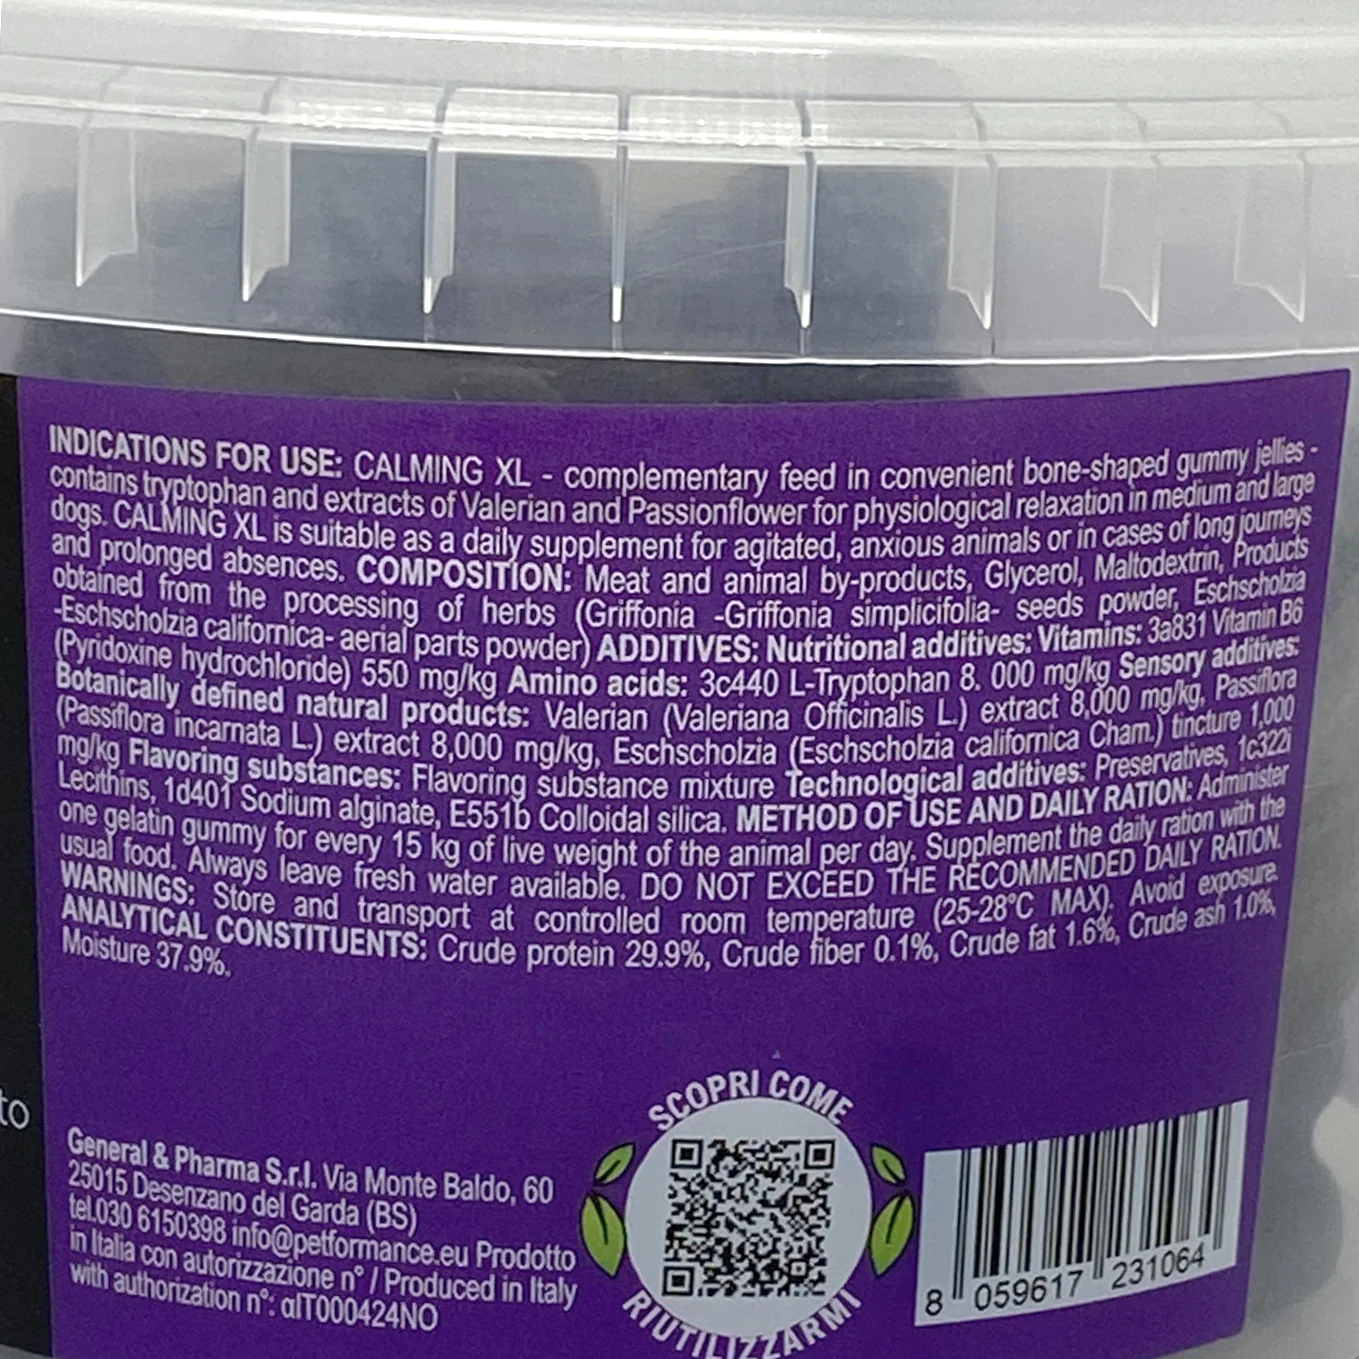 INDICATIONS FOR USE: CALMING XL - complementary feed in convenient bone-shaped gummy jellies -
contains tryptophan and extracts of Valerian and Passionflower for physiological relaxation in medium and large
dogs. CALMING XL is suitable as a daily supplement for agitated, anxious animals or in cases of long journeys
and prolonged absences. COMPOSITION: Meat and animal by-products, Glycerol, Maltodextrin, Products
obtained from the processing of herbs (Griffonia -Griffonia simplicifolia- seeds powder, Eschscholzia
-Eschscholzia californica- aerial parts powder) ADDITIVES: Nutritional additives: Vitamins: 3a831 Vitamin B6
(Pyridoxine hydrochloride) 550 mg/kg Amino acids: 3c440 L-Tryptophan 8. 000 mg/kg Sensory additives:
Botanically defined natural products: Valerian (Valeriana Officinalis L.) extract 8,000 mg/kg, Passiflora
(Passiflora incarnata L.) extract 8,000 mg/kg, Eschscholzia (Eschscholzia californica Cham.) tincture 1,000
mg/kg Flavoring substances: Flavoring substance mixture Technological additives: Preservatives, 1c322i
Lecithins, 1d401 Sodium alginate, E551b Colloidal silica. METHOD OF USE AND DAILY RATION: Administer
one gelatin gummy for every 15 kg of live weight of the animal per day. Supplement the daily ration with the
usual food. Always leave fresh water available. DO NOT EXCEED THE RECOMMENDED DAILY RATION.
WARNINGS: Store and transport at controlled room temperature (25-28°C MAX). Avoid exposure.
ANALYTICAL CONSTITUENTS: Crude protein 29.9%, Crude fiber 0.1%, Crude fat 1.6%, Crude ash 1.0%,
Moisture 37.9%.
to
General & Pharma S.r.l. Via Monte Baldo, 60
25015 Desenzano del Garda (BS)
tel.030 6150398 info@petformance.eu Prodotto
in Italia con autorizzazione n° / Produced in Italy
with authorization n°: αIT000424NO
SCOPRI COME
RIUTILIZZARMI
8 059617 231064